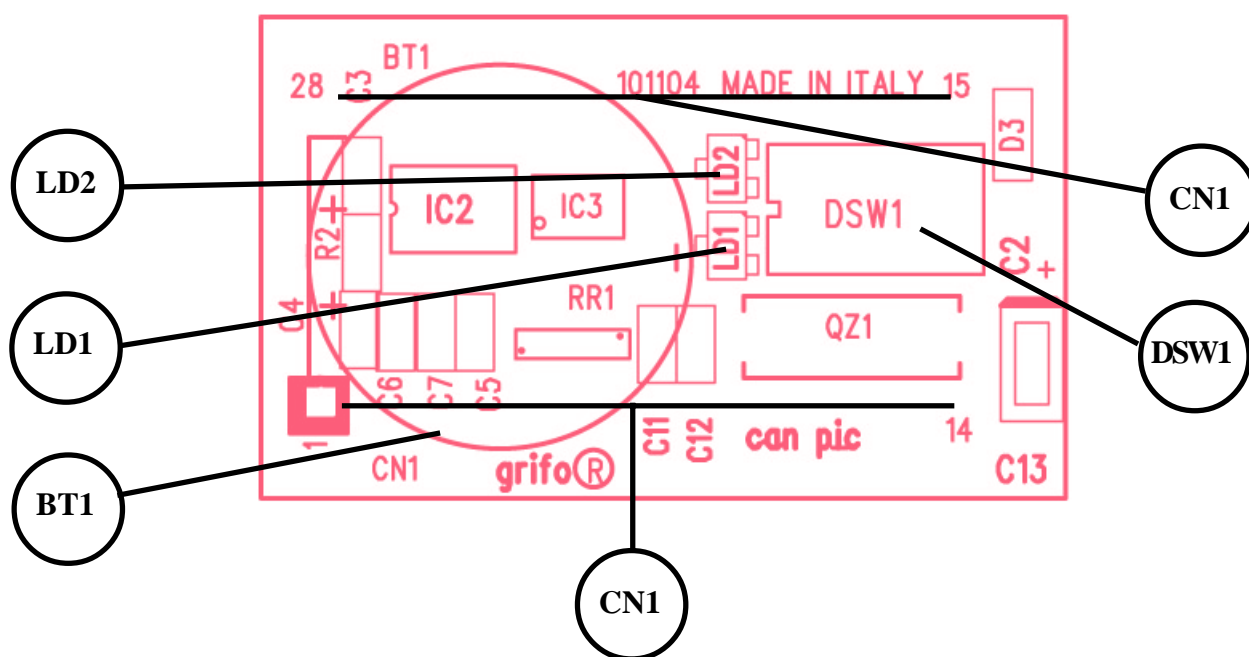 BT1
28 C3 101104 MADE IN ITALY 15
D3
LD2 IC2 IC3 LD2 DSW1 CN1
R2 LD1 C2 +
+
-
C4 + RR1 QZ1
LD1 DSW1
C6 C7 C5
1 C11 C12 can pic 14
CN1 grifo® C13
BT1
CN1